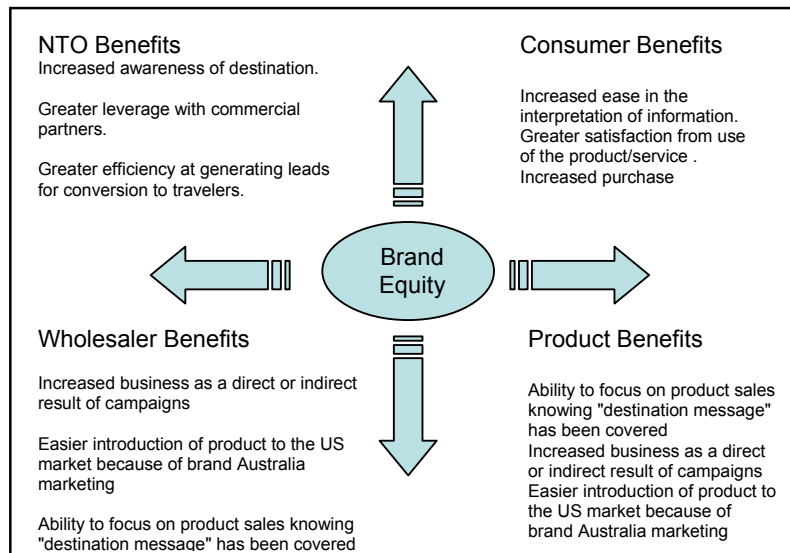 NTO Benefits
Increased awareness of destination.
Greater leverage with commercial
partners.
Greater efficiency at generating leads
for conversion to travelers.
Consumer Benefits
Increased ease in the
interpretation of information.
Greater satisfaction from use
of the product/service .
Increased purchase
Brand
Equity
Wholesaler Benefits
Increased business as a direct or indirect
result of campaigns
Easier introduction of product to the US
market because of brand Australia
marketing
Ability to focus on product sales knowing
"destination message" has been covered
Product Benefits
Ability to focus on product sales
knowing "destination message"
has been covered
Increased business as a direct
or indirect result of campaigns
Easier introduction of product to
the US market because of
brand Australia marketing